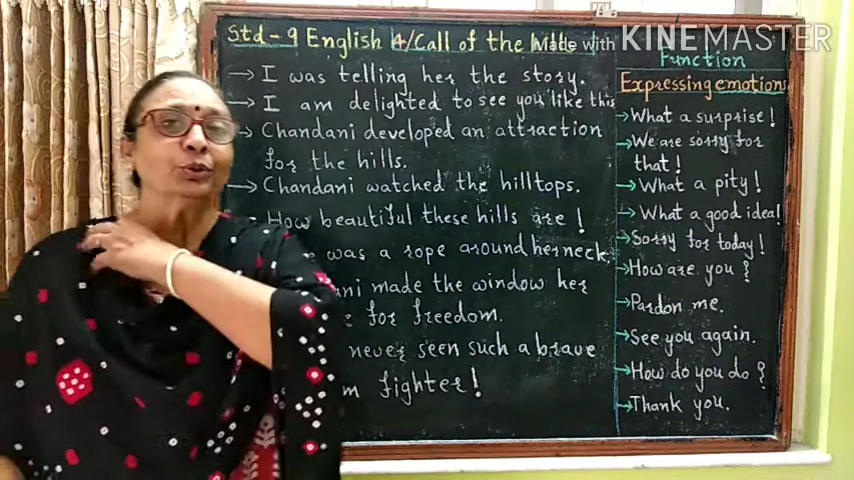 Std-9 English 4/Call of the hills
Made with KINEMASTER
→ I was telling her the story.
→ I am delighted to see you like this
→ Chandani developed an attraction
for the hills.
→ Chandani watched the hilltops.
How beautiful these hills are!
was a rope around her neck.
ani made the window her
for freedom.
never seen such a brave
m fighter!
Function
Expressing emotions
→ What a surprise!
→ We are sorry for
that!
→ What a pity!
→ What a good idea!
→ Sorry for today!
→ How are you?
→ Pardon me.
→ See you again.
→ How do you do?
→ Thank you.